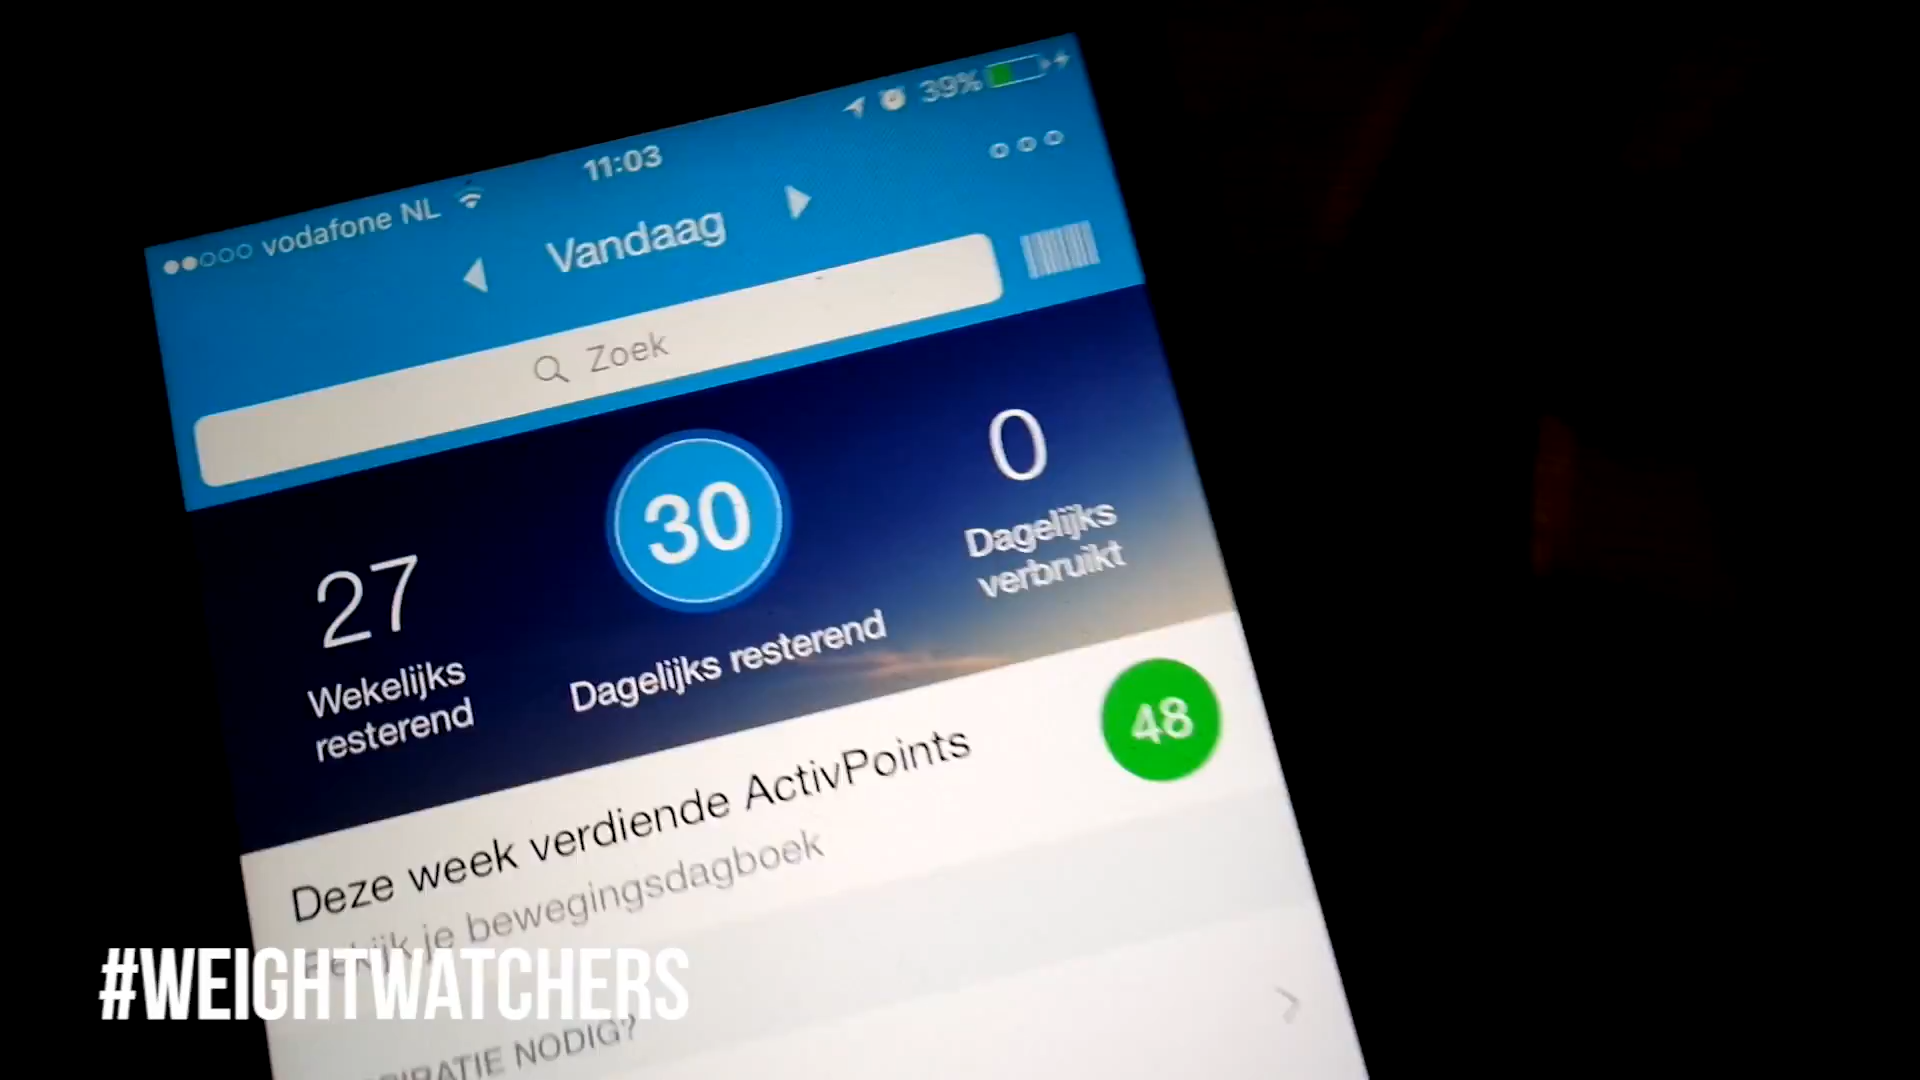 vodafone NL 11:03 39%
Vandaag
Zoek
27
Wekelijks
resterend
30
Dagelijks resterend
0
Dagelijks
verbruikt
Deze week verdiende ActivPoints
48
Bekijk je bewegingsdagboek
NODIG?
#WEIGHTWATCHERS